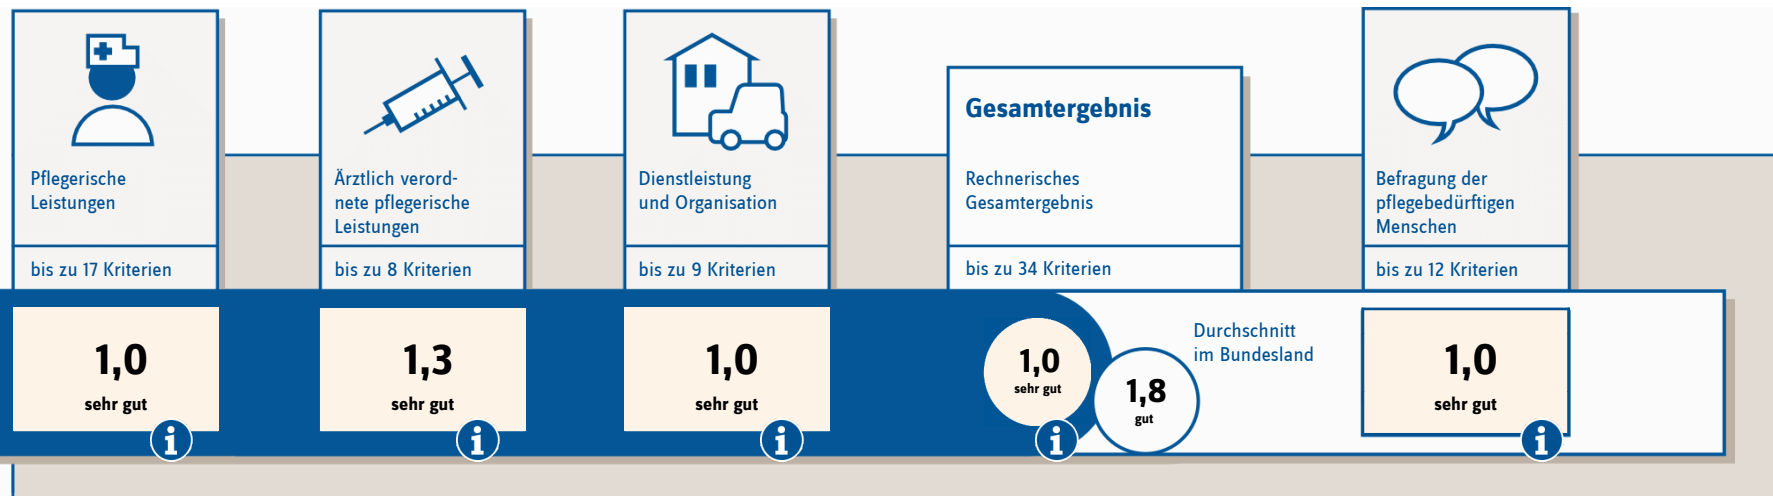 Pflegerische
Leistungen
bis zu 17 Kriterien
1,0
sehr gut
Ärztlich verord-
nete pflegerische
Leistungen
bis zu 8 Kriterien
1,3
sehr gut
Dienstleistung
und Organisation
bis zu 9 Kriterien
1,0
sehr gut
Gesamtergebnis
Rechnerisches
Gesamtergebnis
bis zu 34 Kriterien
1,0
sehr gut
1,8
gut
Durchschnitt
im Bundesland
Befragung der
pflegebedürftigen
Menschen
bis zu 12 Kriterien
1,0
sehr gut